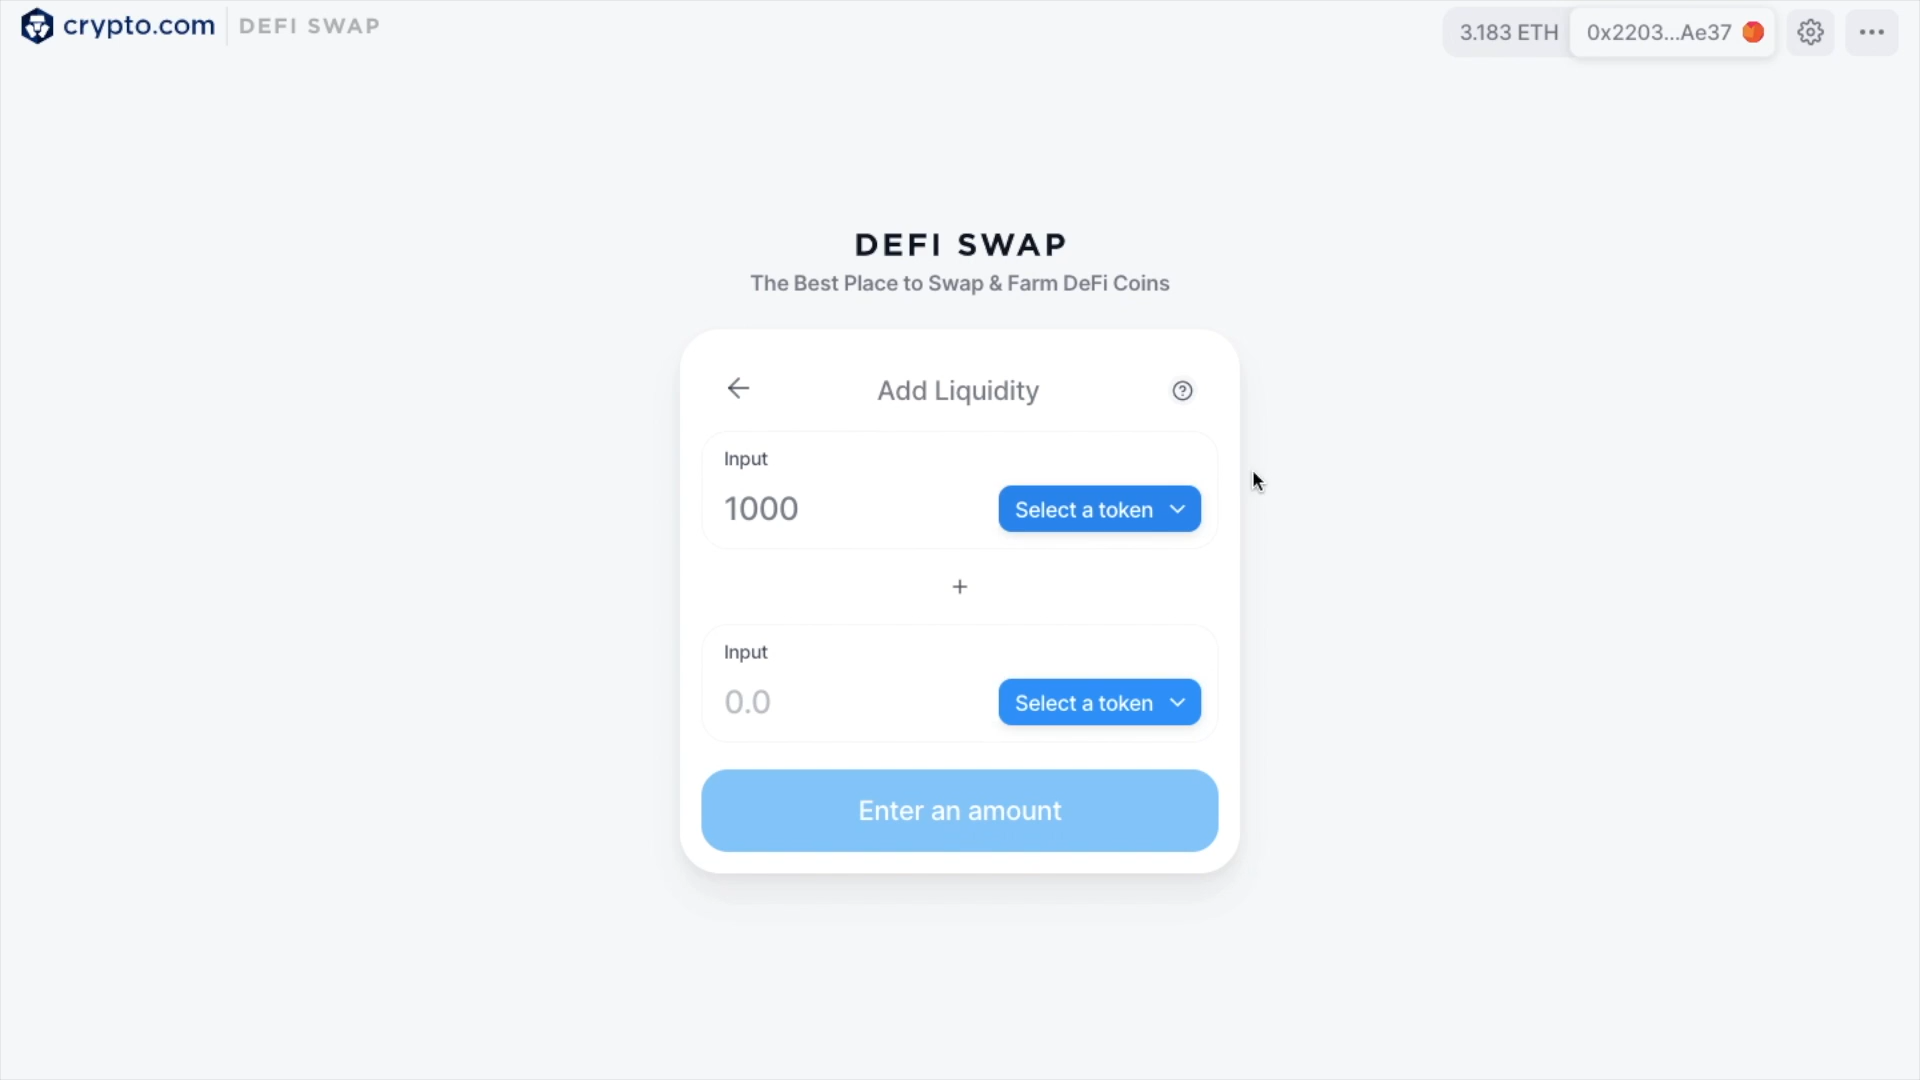 crypto.com DEFI SWAP
3.183 ETH 0x2203...Ae37
DEFI SWAP
The Best Place to Swap & Farm DeFi Coins
Add Liquidity
Input
1000 Select a token
+
Input
0.0 Select a token
Enter an amount